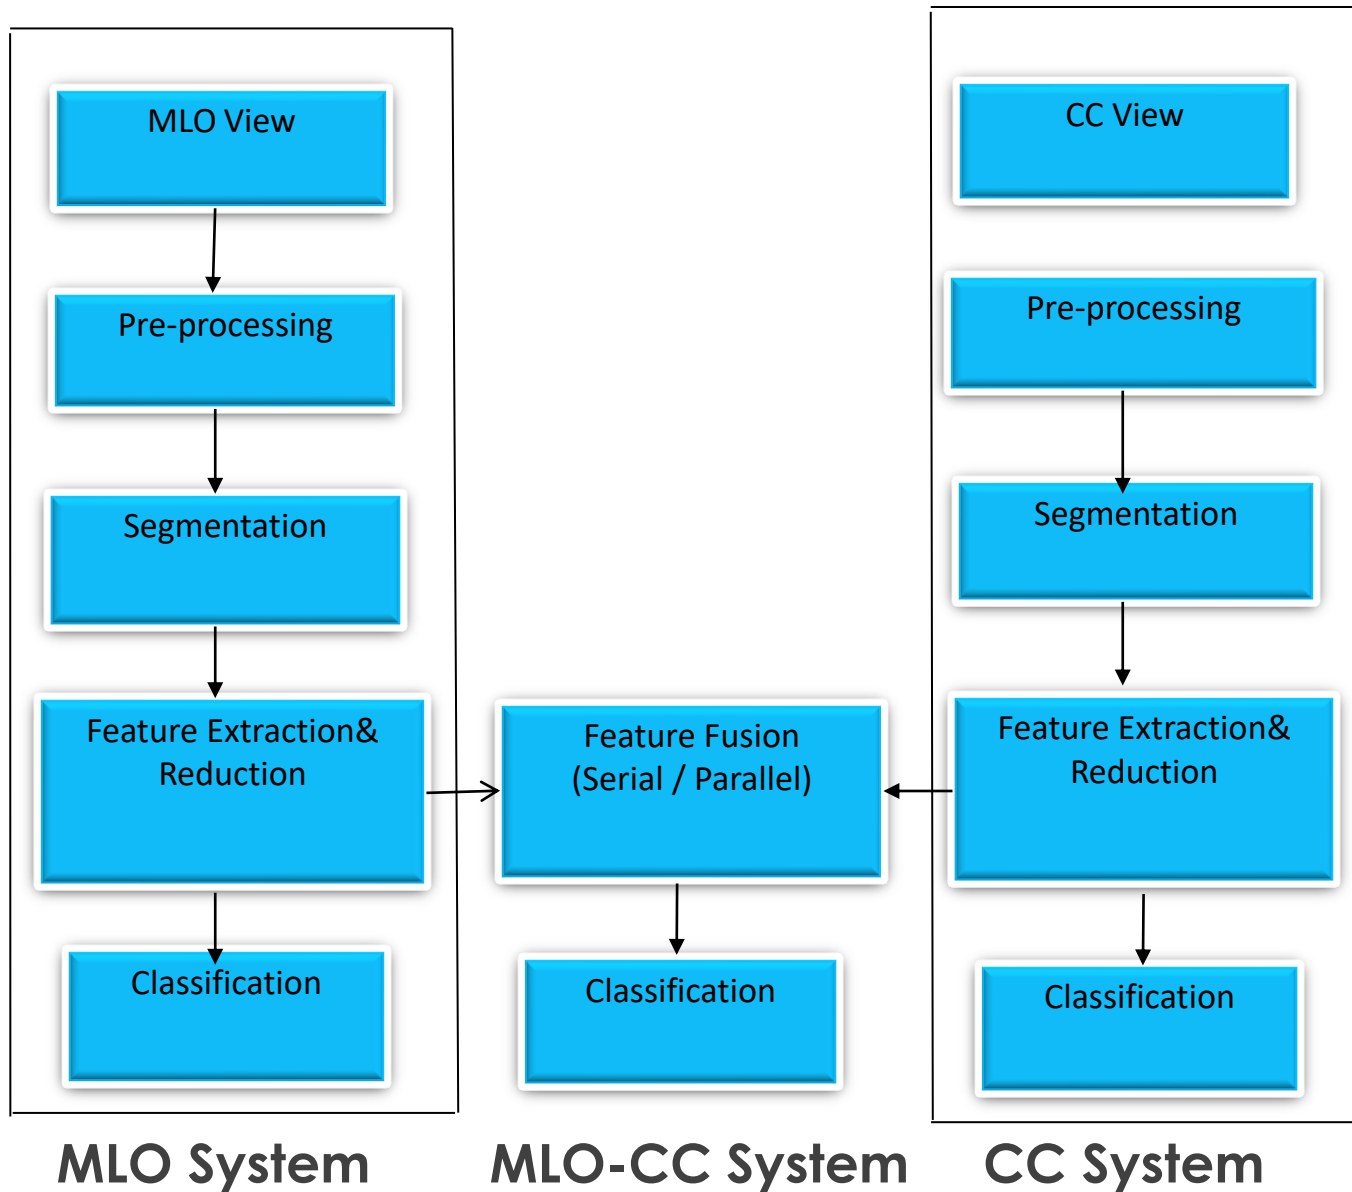 MLO View
Pre-processing
Segmentation
Feature Extraction&
Reduction
Classification
MLO System
Feature Fusion
(Serial / Parallel)
Classification
MLO-CC System
CC View
Pre-processing
Segmentation
Feature Extraction&
Reduction
Classification
CC System